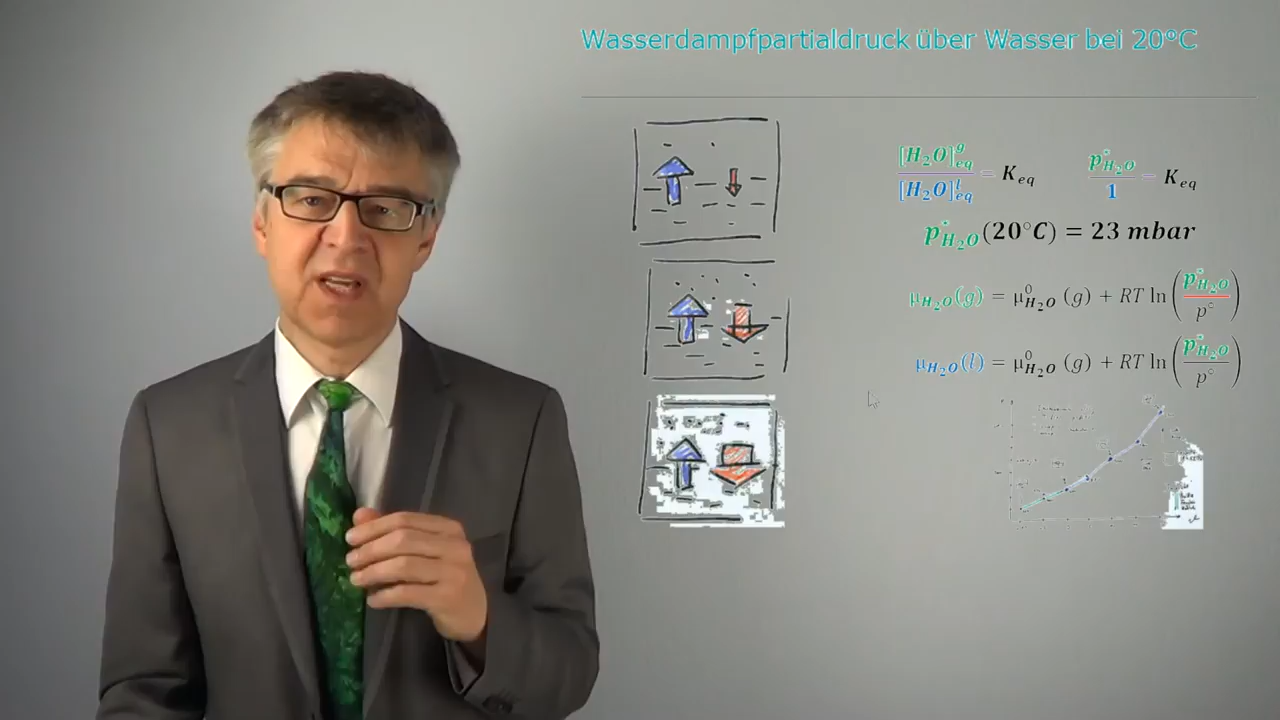 Wasserdampfpartialdruck über Wasser bei 20°C
[H₂O]ᵍeq / [H₂O]ˡeq = Keq
p*H₂O / 1 = Keq
p*H₂O (20°C) = 23 mbar
μH₂O(g) = μ⁰H₂O (g) + RT ln(p*H₂O / p°)
μH₂O(l) = μ⁰H₂O (g) + RT ln(p*H₂O / p°)